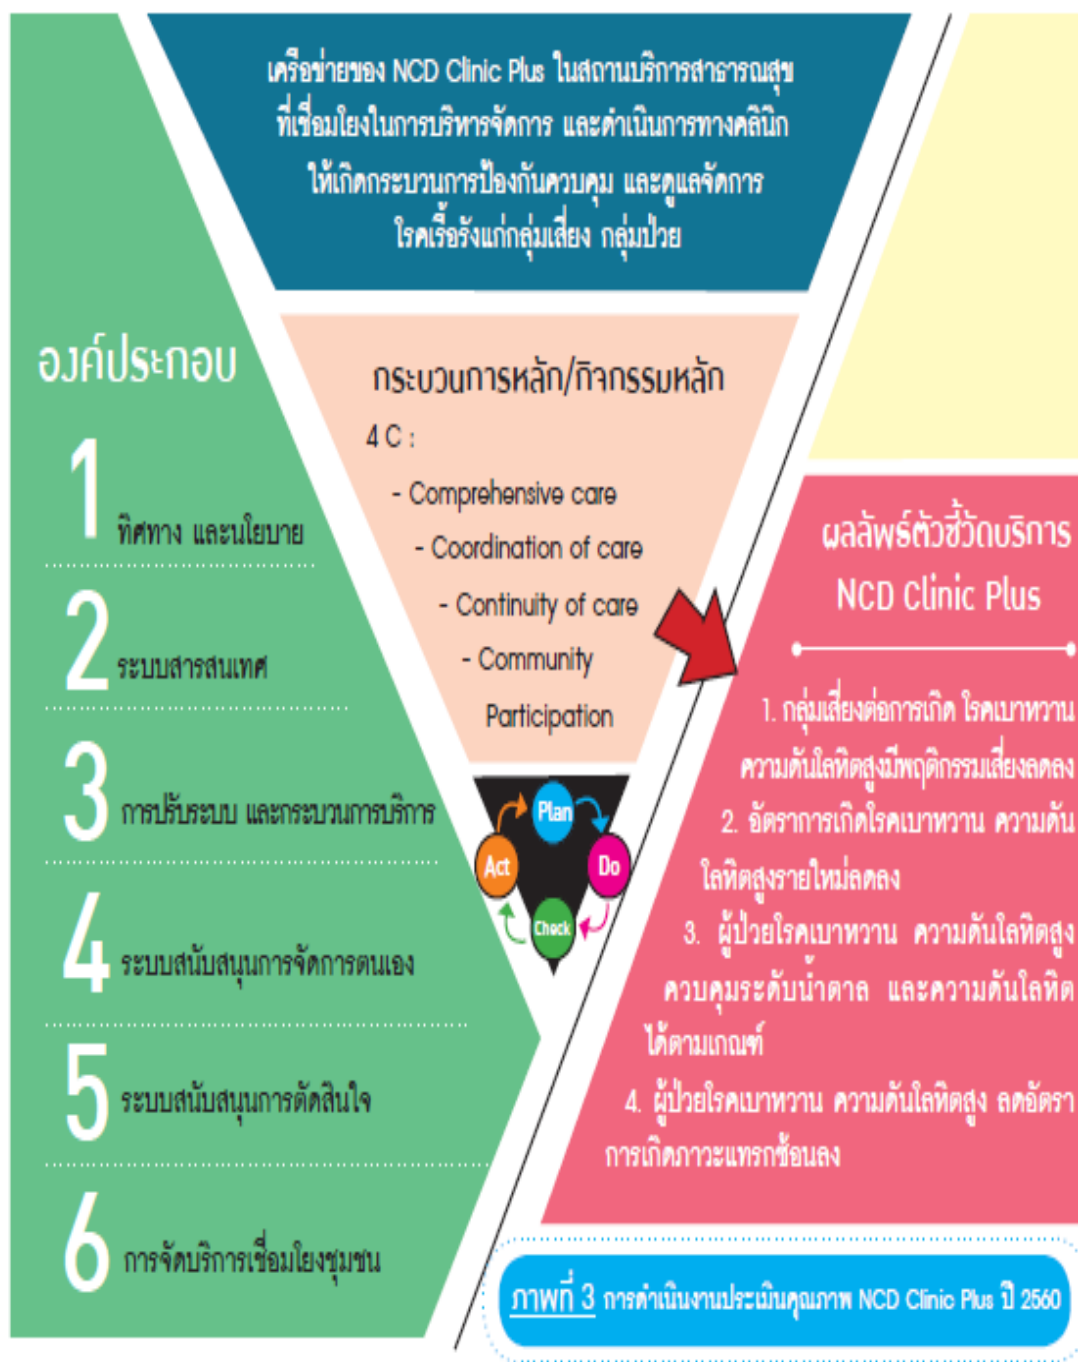 เครือข่ายของ NCD Clinic Plus ในสถานบริการสาธารณสุข
ที่เชื่อมโยงในการบริหารจัดการ และดำเนินการทางคลินิก
ให้เกิดกระบวนการป้องกันควบคุม และดูแลจัดการ
โรคเรื้อรังแก่กลุ่มเสี่ยง กลุ่มป่วย
องค์ประกอบ
1 ทิศทาง และนโยบาย
2 ระบบสารสนเทศ
3 การปรับระบบ และกระบวนการบริการ
4 ระบบสนับสนุนการจัดการตนเอง
5 ระบบสนับสนุนการตัดสินใจ
6 การจัดบริการเชื่อมโยงชุมชน
กระบวนการหลัก/กิจกรรมหลัก
4 C :
- Comprehensive care
- Coordination of care
- Continuity of care
- Community
Participation
Plan
Do
Check
Act
ผลลัพธ์ตัวชี้วัดบริการ
NCD Clinic Plus
1. กลุ่มเสี่ยงต่อการเกิด โรคเบาหวาน
ความดันโลหิตสูงมีพฤติกรรมเสี่ยงลดลง
2. อัตราการเกิดโรคเบาหวาน ความดัน
โลหิตสูงรายใหม่ลดลง
3. ผู้ป่วยโรคเบาหวาน ความดันโลหิตสูง
ควบคุมระดับน้ำตาล และความดันโลหิต
ได้ตามเกณฑ์
4. ผู้ป่วยโรคเบาหวาน ความดันโลหิตสูง ลดอัตรา
การเกิดภาวะแทรกซ้อนลง
ภาพที่ 3 การดำเนินงานประเมินคุณภาพ NCD Clinic Plus ปี 2560